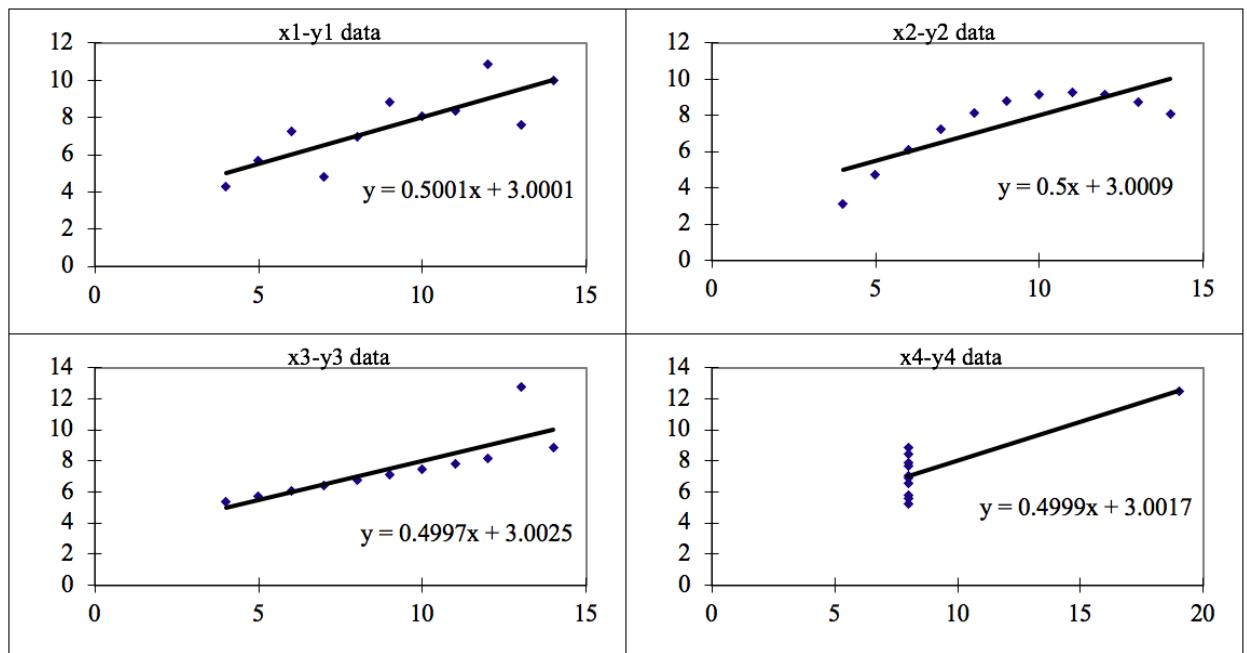 x1-y1 data
12
10
8
6
4
2
0
0 5 10 15
y = 0.5001x + 3.0001
x2-y2 data
12
10
8
6
4
2
0
0 5 10 15
y = 0.5x + 3.0009
x3-y3 data
14
12
10
8
6
4
2
0
0 5 10 15
y = 0.4997x + 3.0025
x4-y4 data
14
12
10
8
6
4
2
0
0 5 10 15 20
y = 0.4999x + 3.0017